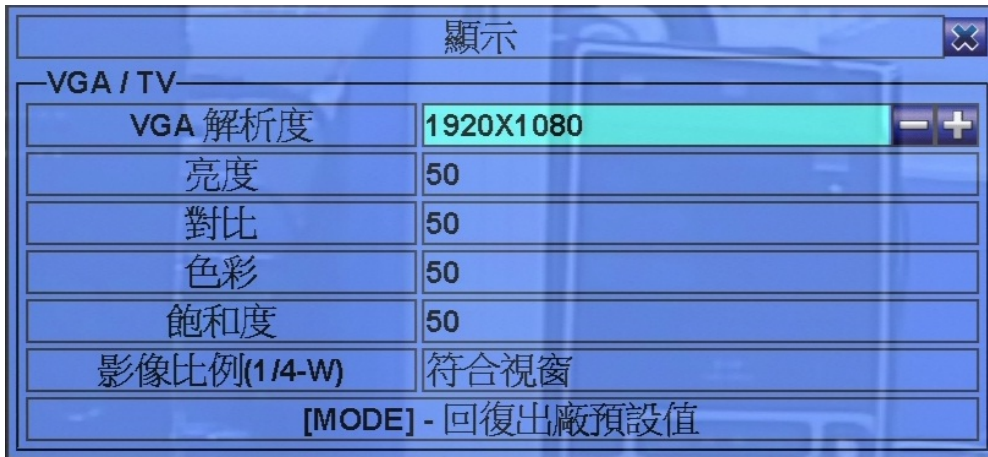 顯示
VGA / TV
VGA 解析度 1920X1080
亮度 50
對比 50
色彩 50
飽和度 50
影像比例(1/4-W) 符合視窗
[MODE] - 回復出廠預設值